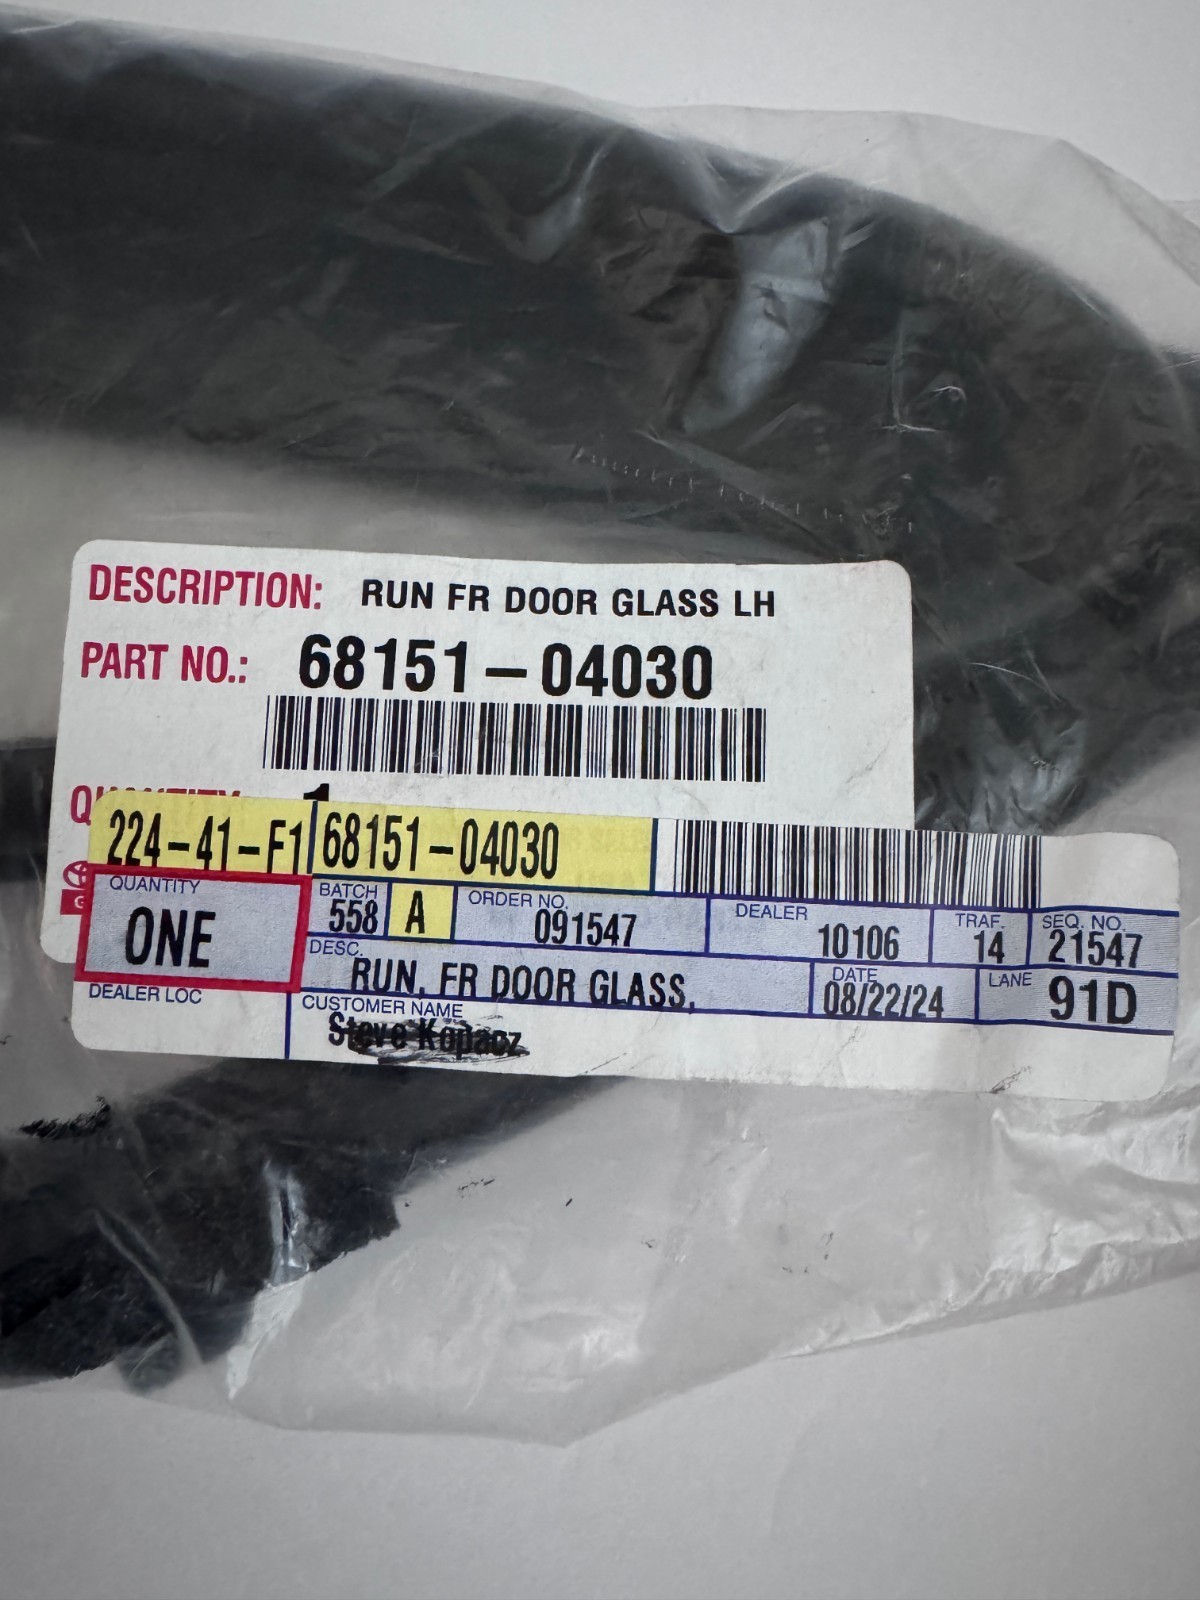 DESCRIPTION: RUN FR DOOR GLASS LH
PART NO.: 68151-04030
QUANTITY 1
224-41-F1 68151-04030
QUANTITY BATCH ORDER NO. DEALER TRAF. SEQ. NO.
ONE 558 A 091547 10106 14 21547
DESC. DATE LANE
RUN, FR DOOR GLASS, 08/22/24 91D
DEALER LOC CUSTOMER NAME
Steve Kopacz